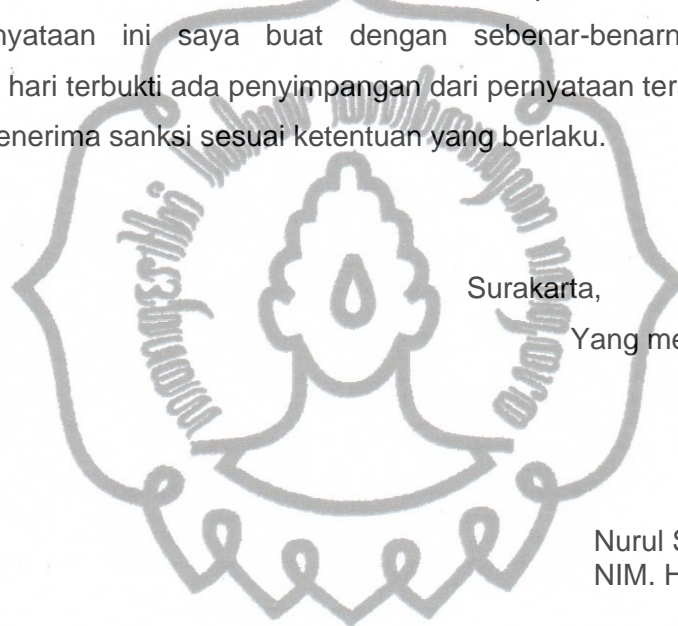 nyataan ini saya buat dengan sebenar-benarn
hari terbukti ada penyimpangan dari pernyataan ter
enerima sanksi sesuai ketentuan yang berlaku.
Surakarta,
Yang me
Nurul S
NIM. H